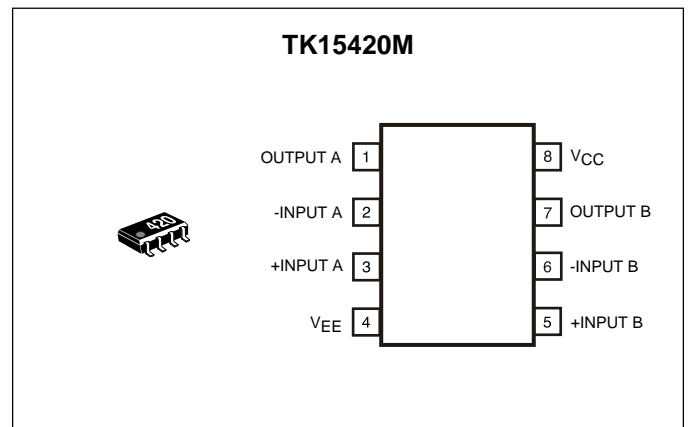 TK15420M
420
OUTPUT A 1
-INPUT A 2
+INPUT A 3
VEE 4
8 VCC
7 OUTPUT B
6 -INPUT B
5 +INPUT B